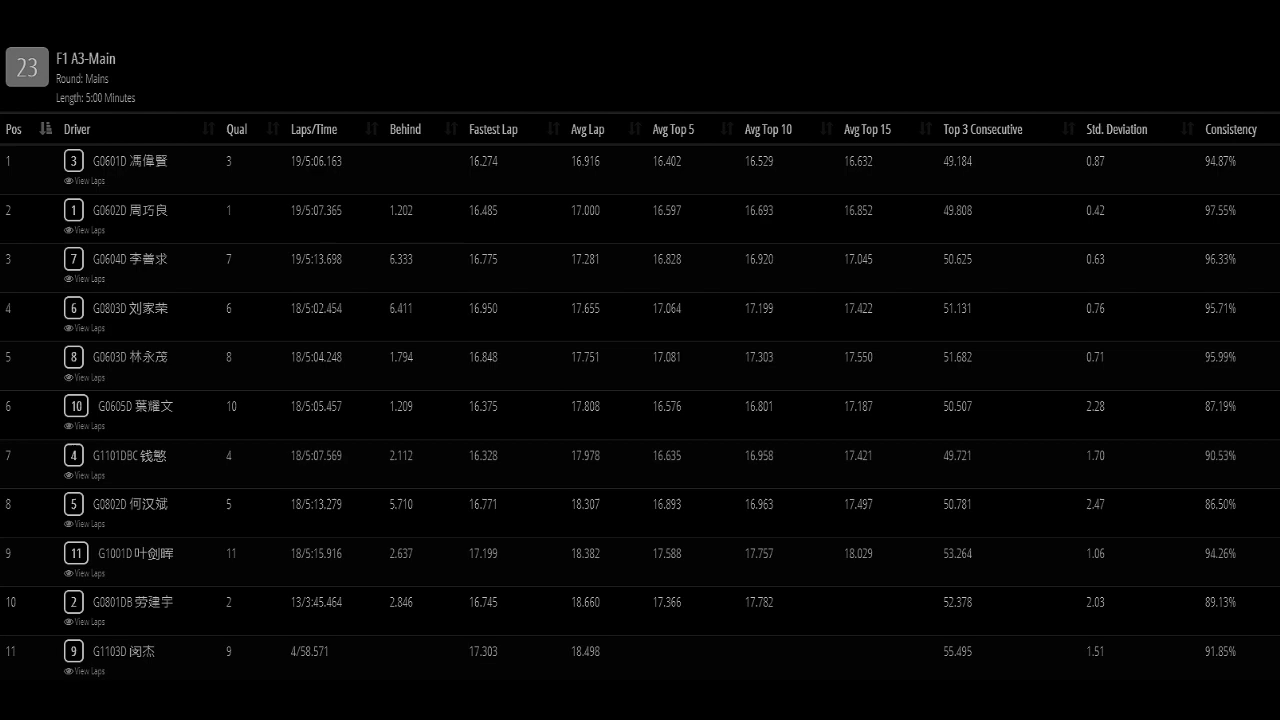 23
F1 A3-Main
Round: Mains
Length: 5:00 Minutes
Pos Driver Qual Laps/Time Behind Fastest Lap Avg Lap Avg Top 5 Avg Top 10 Avg Top 15 Top 3 Consecutive Std. Deviation Consistency
1 3 G0601D 馮偉賢 3 19/5:06.163 16.274 16.916 16.402 16.529 16.632 49.184 0.87 94.87%
View Laps
2 1 G0602D 周巧良 1 19/5:07.365 1.202 16.485 17.000 16.597 16.693 16.852 49.808 0.42 97.55%
View Laps
3 7 G0604D 李善求 7 19/5:13.698 6.333 16.775 17.281 16.828 16.920 17.045 50.625 0.63 96.33%
View Laps
4 6 G0803D 刘家荣 6 18/5:02.454 6.411 16.950 17.655 17.064 17.199 17.422 51.131 0.76 95.71%
View Laps
5 8 G0603D 林永茂 8 18/5:04.248 1.794 16.848 17.751 17.081 17.303 17.550 51.682 0.71 95.99%
View Laps
6 10 G0605D 葉耀文 10 18/5:05.457 1.209 16.375 17.808 16.576 16.801 17.187 50.507 2.28 87.19%
View Laps
7 4 G1101DBC 钱慜 4 18/5:07.569 2.112 16.328 17.978 16.635 16.958 17.421 49.721 1.70 90.53%
View Laps
8 5 G0802D 何汉斌 5 18/5:13.279 5.710 16.771 18.307 16.893 16.963 17.497 50.781 2.47 86.50%
View Laps
9 11 G1001D 叶剑晖 11 18/5:15.916 2.637 17.199 18.382 17.588 17.757 18.029 53.264 1.06 94.26%
View Laps
10 2 G0801DB 劳建宇 2 13/3:45.464 2.846 16.745 18.660 17.366 17.782 52.378 2.03 89.13%
View Laps
11 9 G1103D 阅杰 9 4/58.571 17.303 18.498 55.495 1.51 91.85%
View Laps